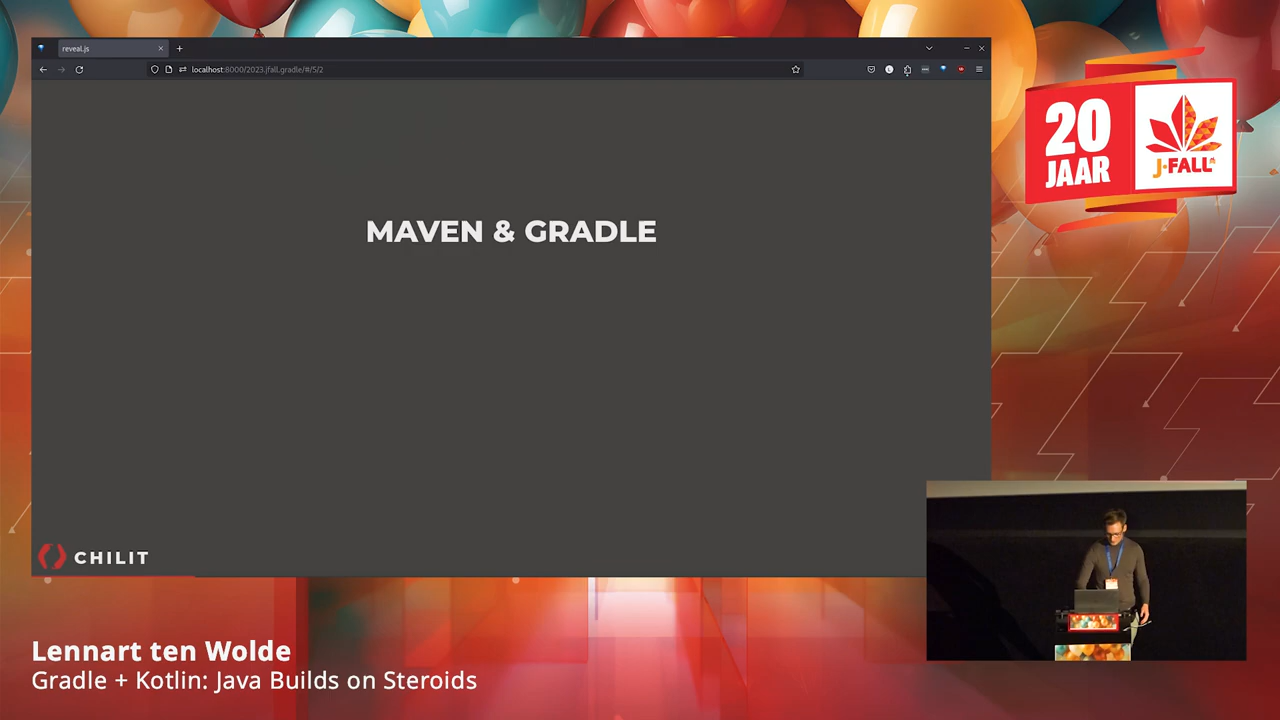 reveal.js
localhost:8000/2023.jfall.gradle/#/5/2
20
JAAR
J-FALL
MAVEN & GRADLE
CHILIT
Lennart ten Wolde
Gradle + Kotlin: Java Builds on Steroids